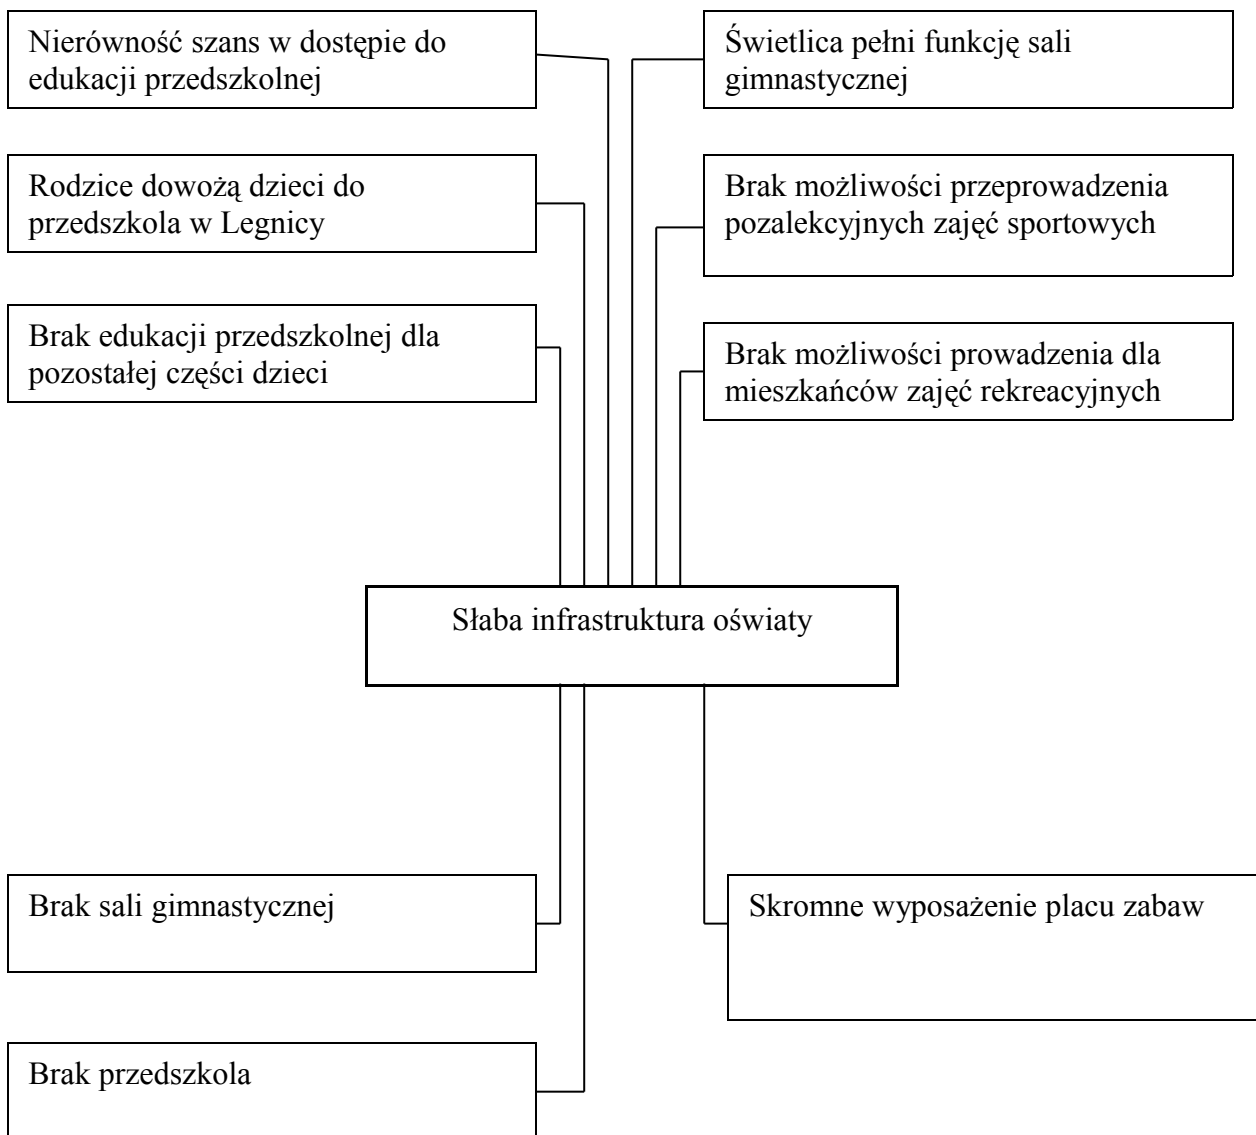 Nierówność szans w dostępie do
edukacji przedszkolnej
Świetlica pełni funkcję sali
gimnastycznej
Rodzice dowożą dzieci do
przedszkola w Legnicy
Brak możliwości przeprowadzenia
pozalekcyjnych zajęć sportowych
Brak edukacji przedszkolnej dla
pozostałej części dzieci
Brak możliwości prowadzenia dla
mieszkańców zajęć rekreacyjnych
Słaba infrastruktura oświaty
Brak sali gimnastycznej
Skromne wyposażenie placu zabaw
Brak przedszkola